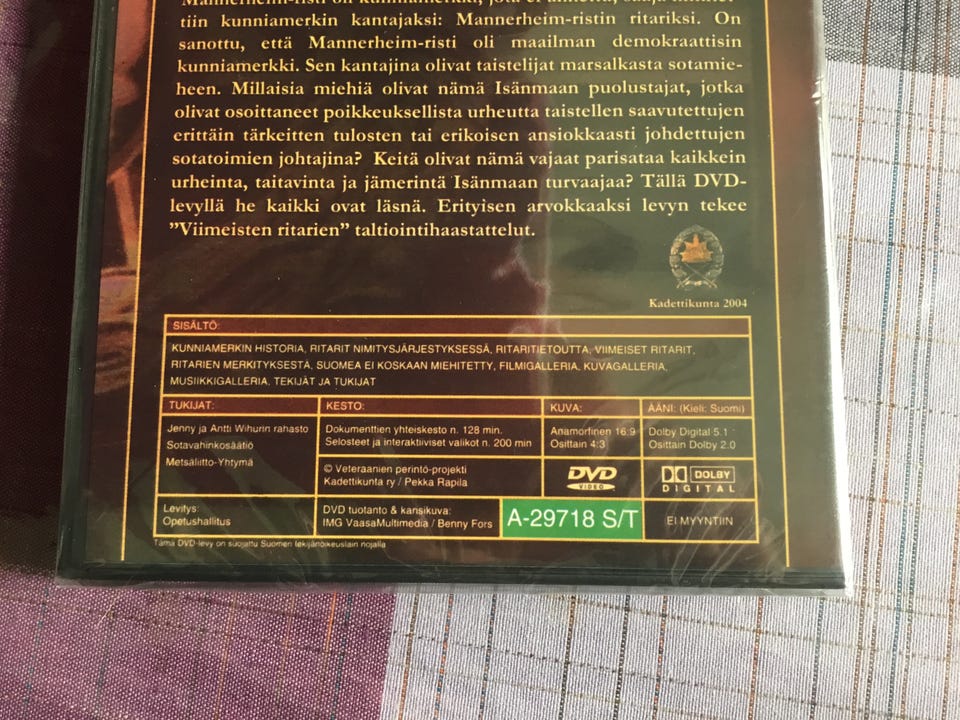 Mannerheim-risti oli kunniamerkki, jota ei
tiin kunniamerkin kantajaksi: Mannerheim-ristin ritariksi. On
sanottu, että Mannerheim-risti oli maailman demokraattisin
kunniamerkki. Sen kantajina olivat taistelijat marsalkasta sotamie-
heen. Millaisia miehiä olivat nämä Isänmaan puolustajat, jotka
olivat osoittaneet poikkeuksellista urheutta taistellen saavutettujen
erittäin tärkeitten tulosten tai erikoisen ansiokkaasti johdettujen
sotatoimien johtajina? Keitä olivat nämä vajaat parisataa kaikkein
urheinta, taitavinta ja jämerintä Isänmaan turvaajaa? Tällä DVD-
levyllä he kaikki ovat läsnä. Erityisen arvokkaaksi levyn tekee
”Viimeisten ritarien” taltiointihaastattelut.
Kadettikunta 2004
SISÄLTÖ:
KUNNIAMERKIN HISTORIA, RITARIT NIMITYSJÄRJESTYKSESSÄ, RITARITIETOUTTA, VIIMEISET RITARIT,
RITARIEN MERKITYKSESTÄ, SUOMEA EI KOSKAAN MIEHITETTY, FILMIGALLERIA, KUVAGALLERIA,
MUSIIKKIGALLERIA, TEKIJÄT JA TUKIJAT
TUKIJAT:
Jenny ja Antti Wihurin rahasto
Sotavahinkosäätiö
Metsäliitto-Yhtymä
KESTO:
Dokumenttien yhteiskesto n. 128 min.
Selosteet ja interaktiiviset valikot n. 200 min
KUVA:
Anamorfinen 16:9
Osittain 4:3
ÄÄNI: (Kieli: Suomi)
Dolby Digital 5.1
Osittain Dolby 2.0
© Veteraanien perintö-projekti
Kadettikunta ry / Pekka Rapila
DVD
VIDEO
DOLBY
DIGITAL
Levitys:
Opetushallitus
DVD tuotanto & kansikuva:
IMG VaasaMultimedia / Benny Fors
A-29718 S/T
EI MYYNTIIN
Tämä DVD-levy on suojattu Suomen tekijänoikeuslain nojalla